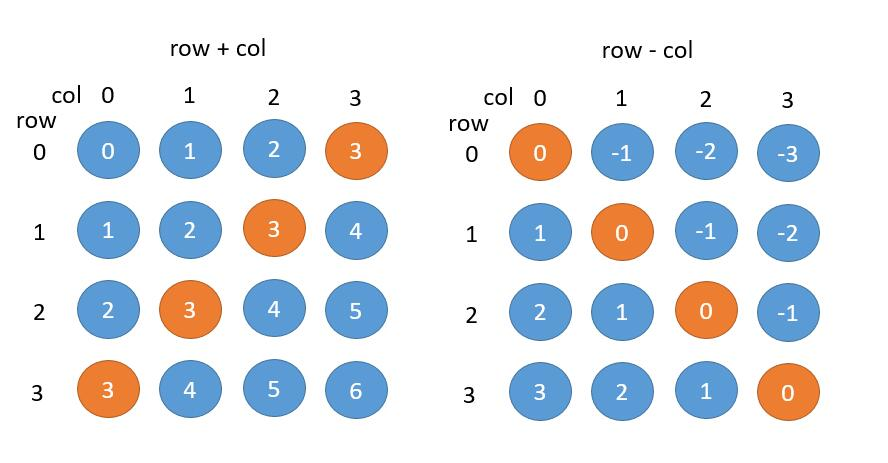 row + col
col 0 1 2 3
row
0 0 1 2 3
1 1 2 3 4
2 2 3 4 5
3 3 4 5 6
row - col
col 0 1 2 3
row
0 0 -1 -2 -3
1 1 0 -1 -2
2 2 1 0 -1
3 3 2 1 0